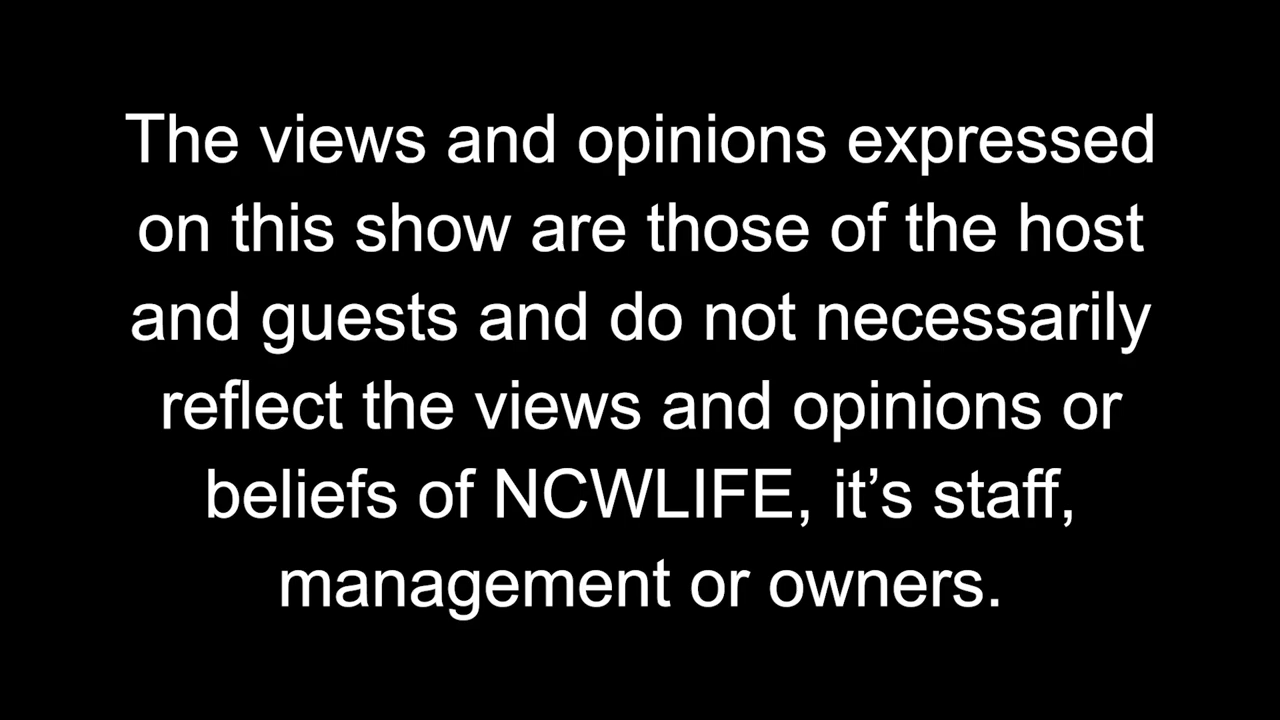 The views and opinions expressed
on this show are those of the host
and guests and do not necessarily
reflect the views and opinions or
beliefs of NCWLIFE, it’s staff,
management or owners.